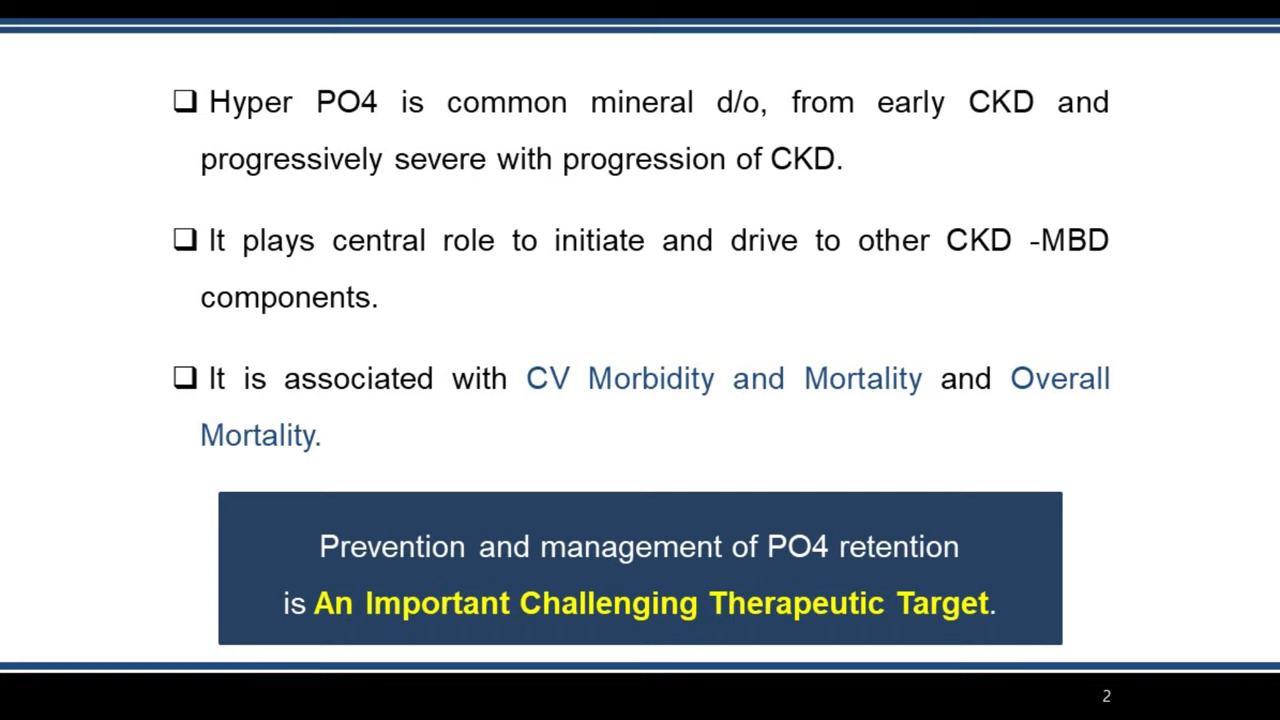 ❑ Hyper PO4 is common mineral d/o, from early CKD and
progressively severe with progression of CKD.
❑ It plays central role to initiate and drive to other CKD -MBD
components.
❑ It is associated with CV Morbidity and Mortality and Overall
Mortality.
Prevention and management of PO4 retention
is An Important Challenging Therapeutic Target.
2